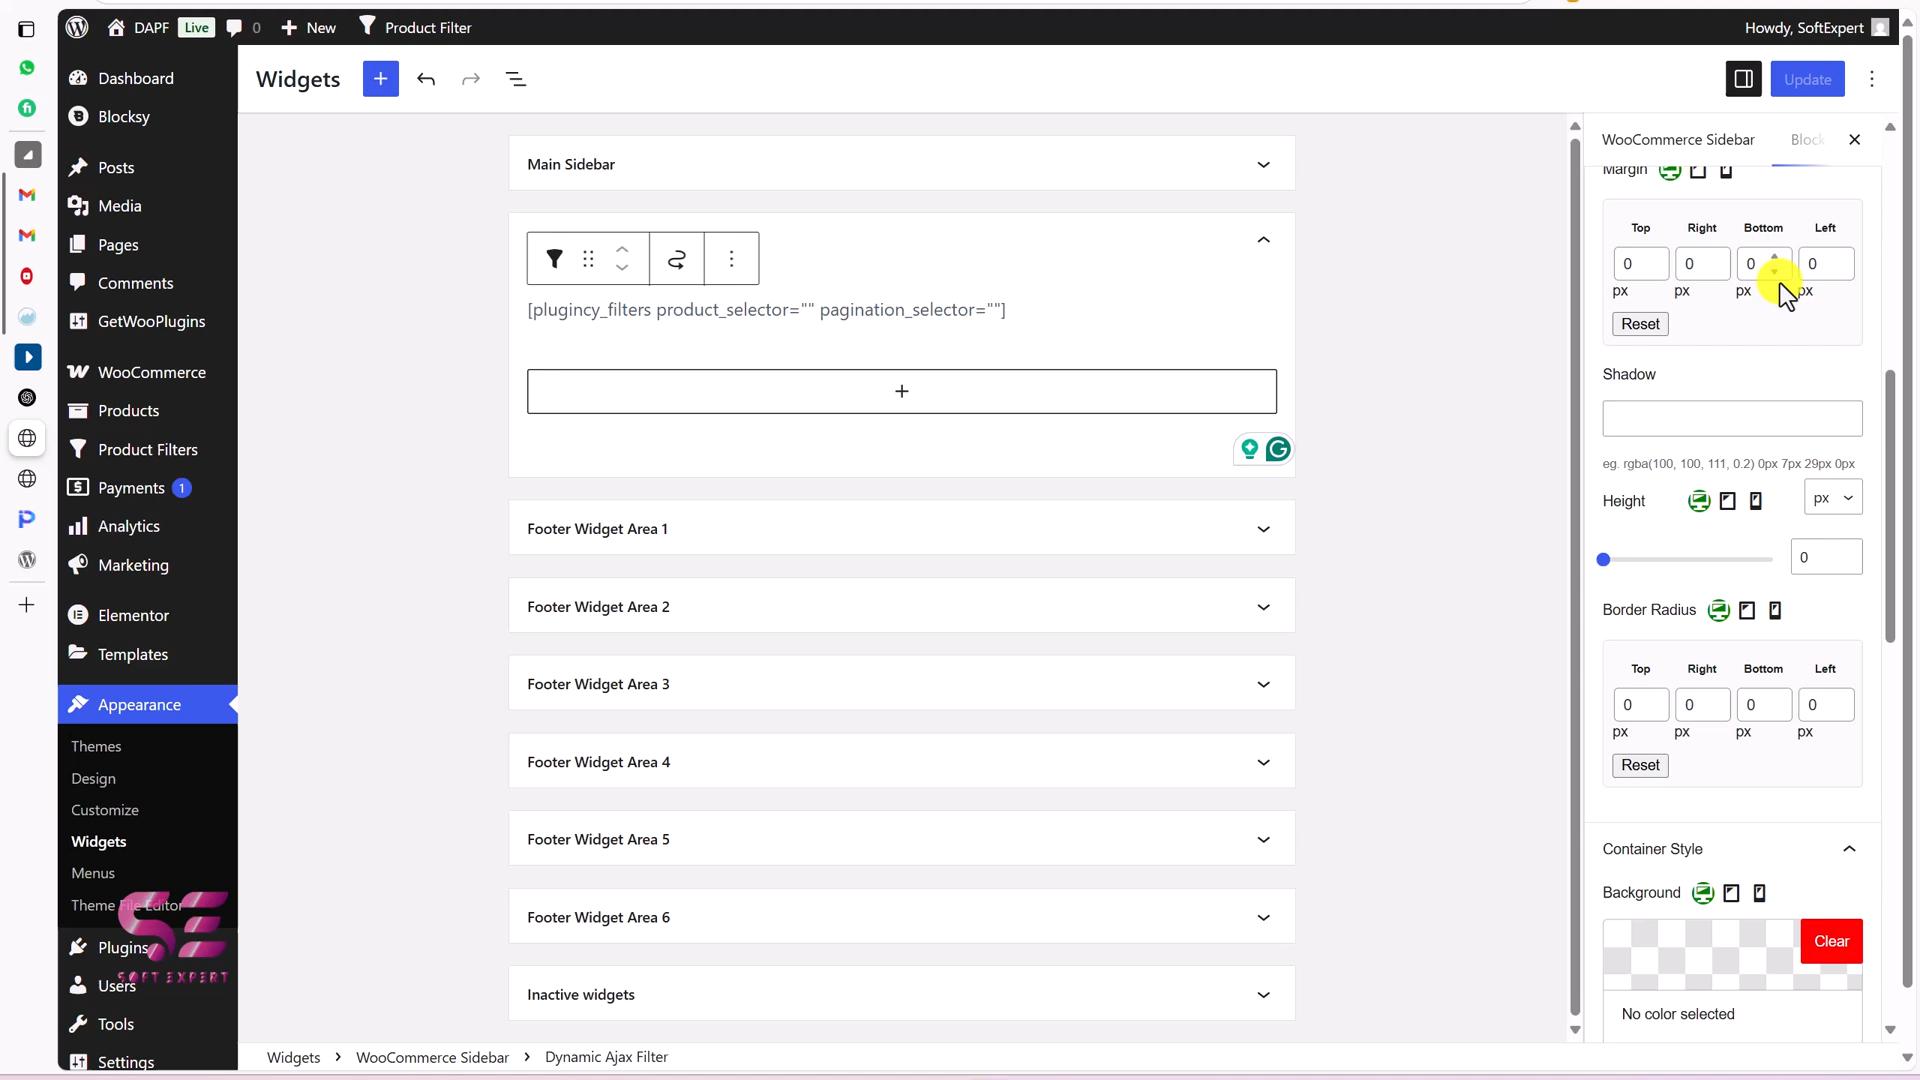 DAPF Live 0 New Product Filter Howdy, SoftExpert
Widgets Update
Dashboard
Blocksy
Posts
Media
Pages
Comments
GetWooPlugins
WooCommerce
Products
Product Filters
Payments 1
Analytics
Marketing
Elementor
Templates
Appearance
Themes
Design
Customize
Widgets
Menus
Theme File Editor
Plugins
Users
Tools
Settings
SE
SOFT EXPERT
Main Sidebar
[plugincy_filters product_selector="" pagination_selector=""]
Footer Widget Area 1
Footer Widget Area 2
Footer Widget Area 3
Footer Widget Area 4
Footer Widget Area 5
Footer Widget Area 6
Inactive widgets
Widgets > WooCommerce Sidebar > Dynamic Ajax Filter
WooCommerce Sidebar Block
Margin
Top Right Bottom Left
0 0 0 0
px px px px
Reset
Shadow
eg. rgba(100, 100, 111, 0.2) 0px 7px 29px 0px
Height px
0
Border Radius
Top Right Bottom Left
0 0 0 0
px px px px
Reset
Container Style
Background
Clear
No color selected